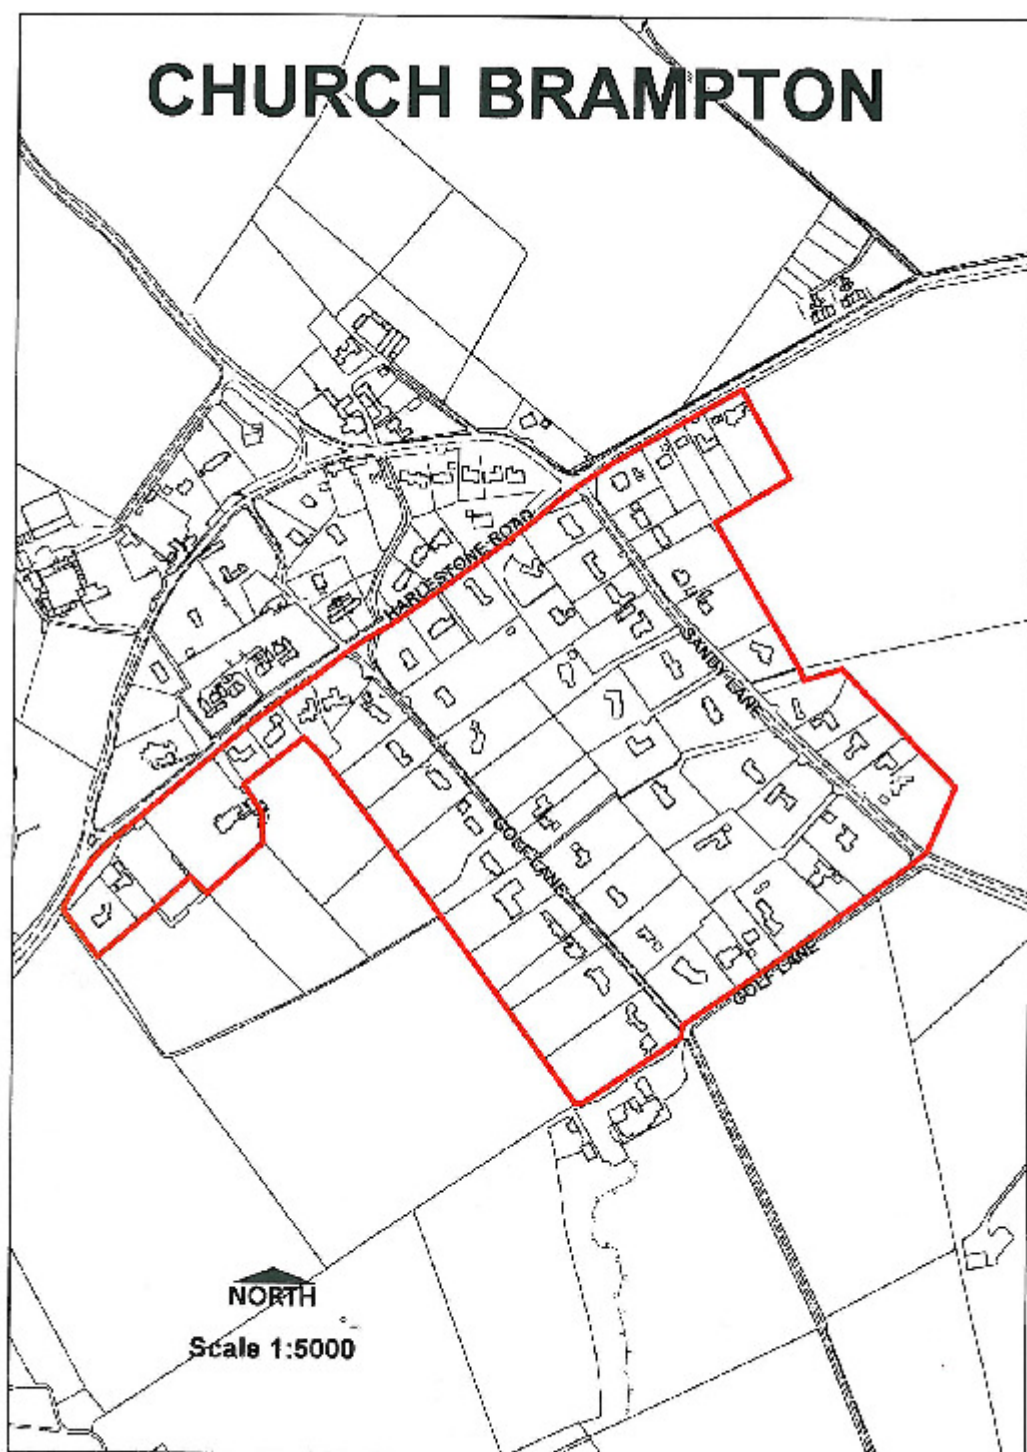 CHURCH BRAMPTON
HARLESTONE ROAD
SANDY LANE
GOLF LANE
GOLF LANE
NORTH
Scale 1:5000